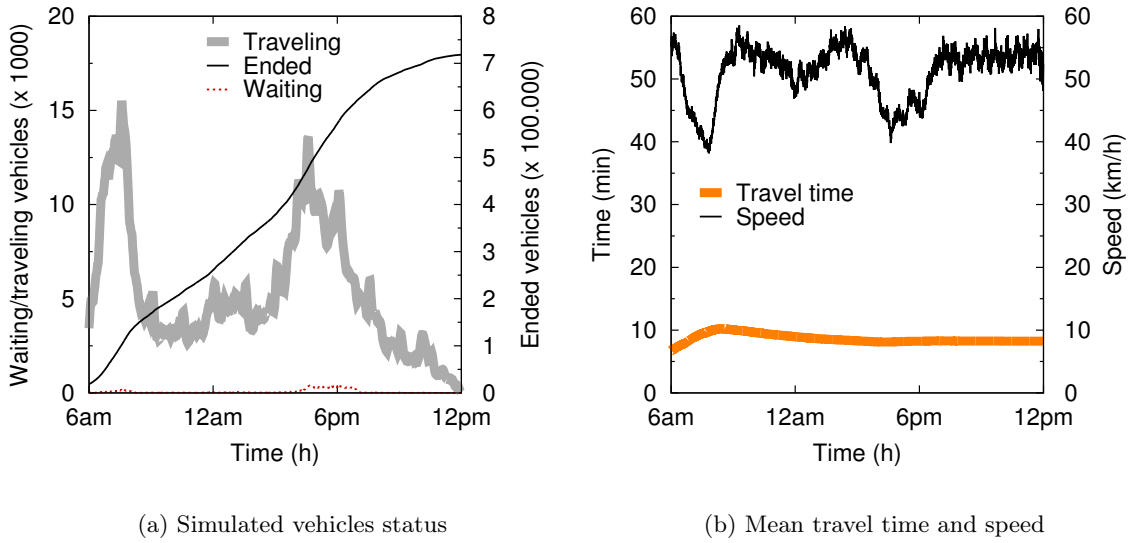 20
15
10
5
0
8
7
6
5
4
3
2
1
0
6am
12am
6pm
12pm
Waiting/traveling vehicles (x 1000)
Ended vehicles (x 100.000)
Time (h)
Traveling
Ended
Waiting
(a) Simulated vehicles status
60
50
40
30
20
10
0
60
50
40
30
20
10
0
6am
12am
6pm
12pm
Time (min)
Speed (km/h)
Time (h)
Travel time
Speed
(b) Mean travel time and speed